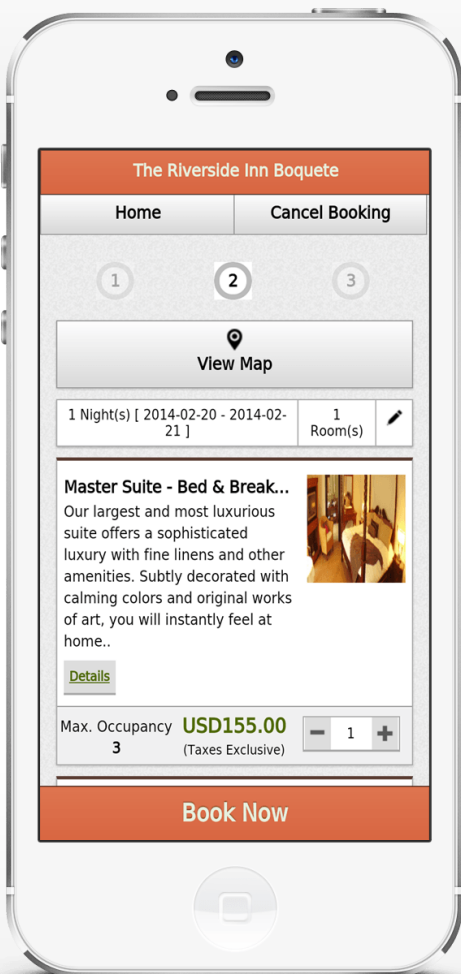 The Riverside Inn Boquete
Home Cancel Booking
1 2 3
View Map
1 Night(s) [ 2014-02-20 - 2014-02-
21 ]
1
Room(s)
Master Suite - Bed & Break...
Our largest and most luxurious
suite offers a sophisticated
luxury with fine linens and other
amenities. Subtly decorated with
calming colors and original works
of art, you will instantly feel at
home..
Details
Max. Occupancy
3
USD155.00
(Taxes Exclusive)
− 1 +
Book Now